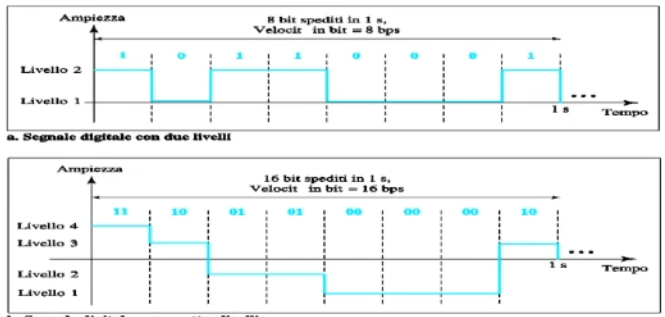 Ampiezza
8 bit spediti in 1 s,
Velocit in bit = 8 bps
1 0 1 1 0 0 0 1
Livello 2
Livello 1
1 s
Tempo
a. Segnale digitale con due livelli
Ampiezza
16 bit spediti in 1 s,
Velocit in bit = 16 bps
11 10 01 01 00 00 00 10
Livello 4
Livello 3
Livello 2
Livello 1
1 s
Tempo